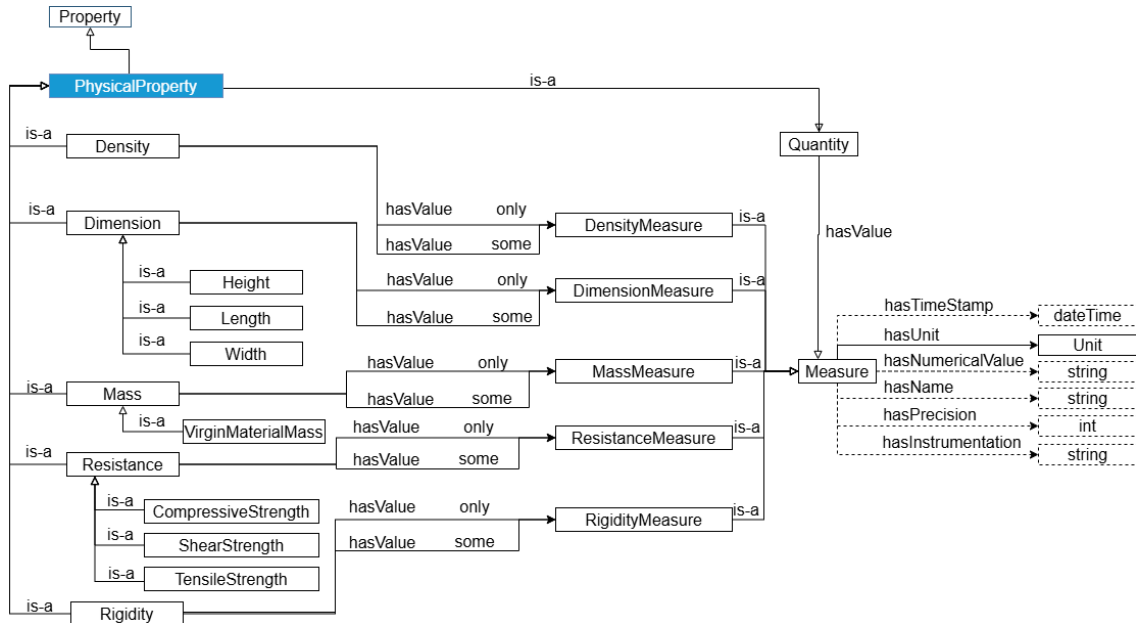 Property
PhysicalProperty
is-a
is-a
Density
Quantity
is-a
Dimension
hasValue only
DensityMeasure
is-a
hasValue
hasValue some
is-a
Height
hasValue only
DimensionMeasure
is-a
hasTimeStamp
dateTime
is-a
Length
hasValue some
hasUnit
Unit
is-a
Width
hasValue only
MassMeasure
is-a
Measure
hasNumericalValue
string
is-a
Mass
hasValue some
hasName
string
is-a
VirginMaterialMass
hasValue only
ResistanceMeasure
is-a
hasPrecision
int
is-a
Resistance
hasValue some
hasInstrumentation
string
is-a
CompressiveStrength
hasValue only
RigidityMeasure
is-a
is-a
ShearStrength
hasValue some
is-a
TensileStrength
is-a
Rigidity